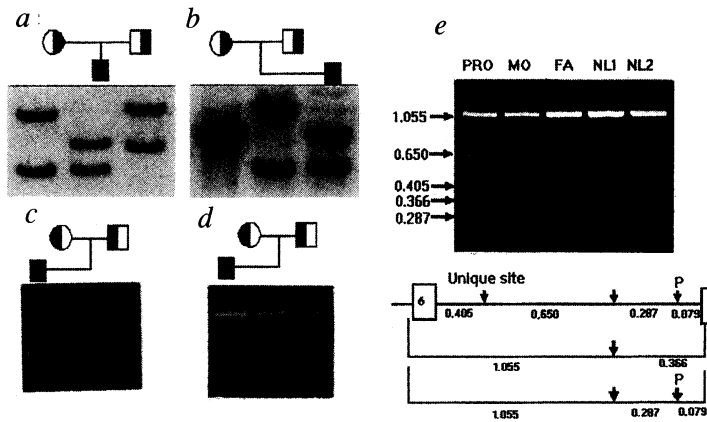 a
b
c
d
e
PRO MO FA NL1 NL2
1.055
0.650
0.405
0.366
0.287
Unique site
P
6
0.405 0.650 0.287 0.079
1.055 0.366
P
1.055 0.287 0.079